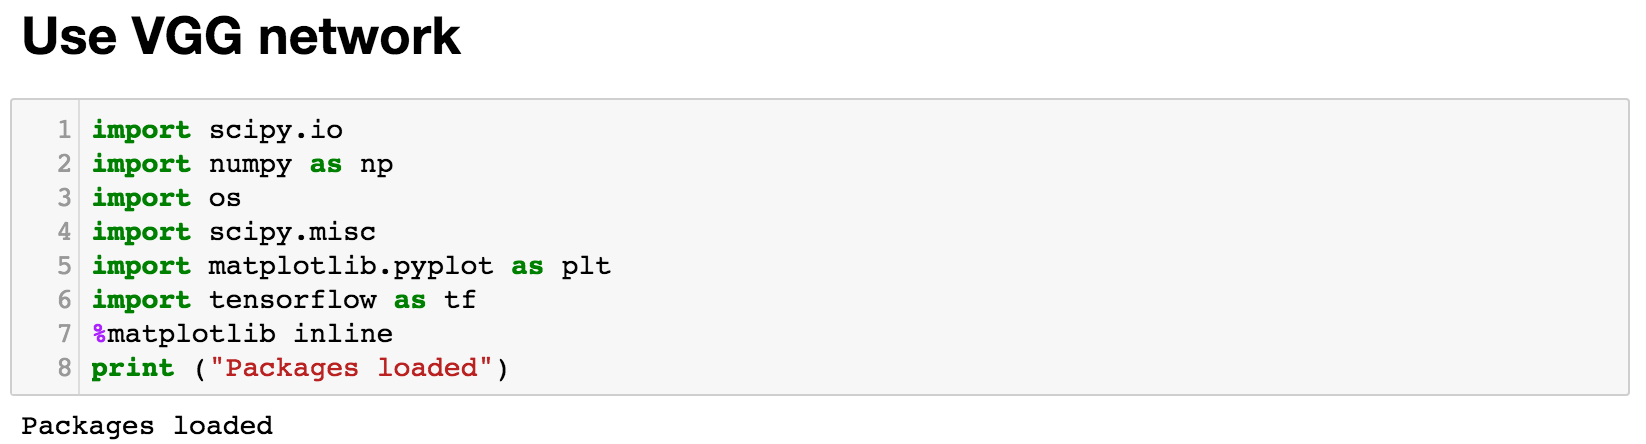 Use VGG network
1 import scipy.io
2 import numpy as np
3 import os
4 import scipy.misc
5 import matplotlib.pyplot as plt
6 import tensorflow as tf
7 %matplotlib inline
8 print ("Packages loaded")
Packages loaded